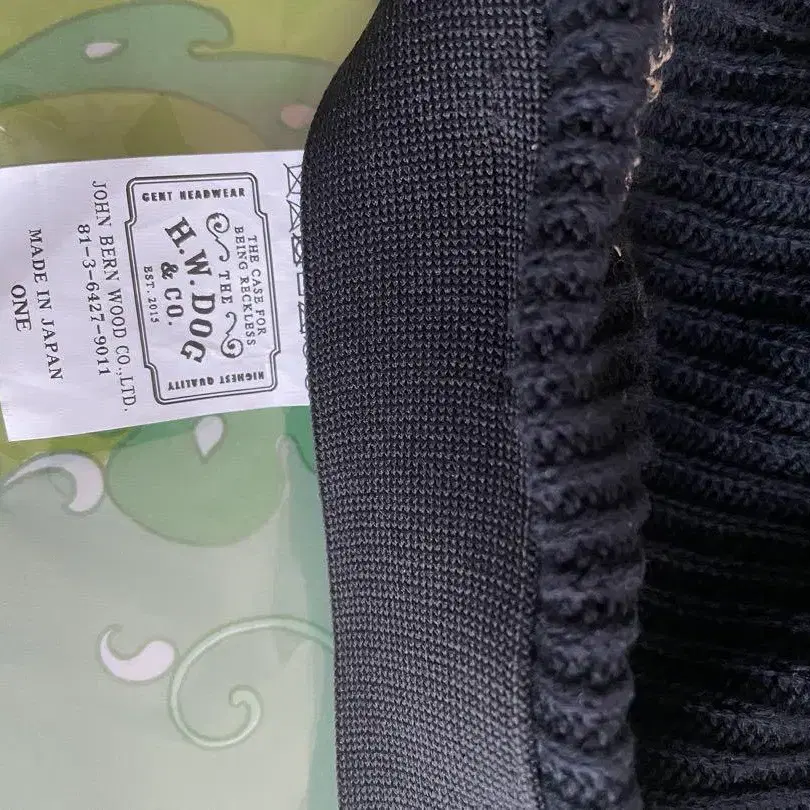 GENT HEADWEAR
THE CASE FOR
BEING RECKLESS
THE
H.W.DOG
& CO.
EST. 2015
HIGHEST QUALITY
JOHN BERN WOOD CO.,LTD.
81-3-6427-9011
MADE IN JAPAN
ONE